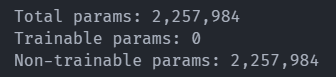 Total params: 2,257,984
Trainable params: 0
Non-trainable params: 2,257,984